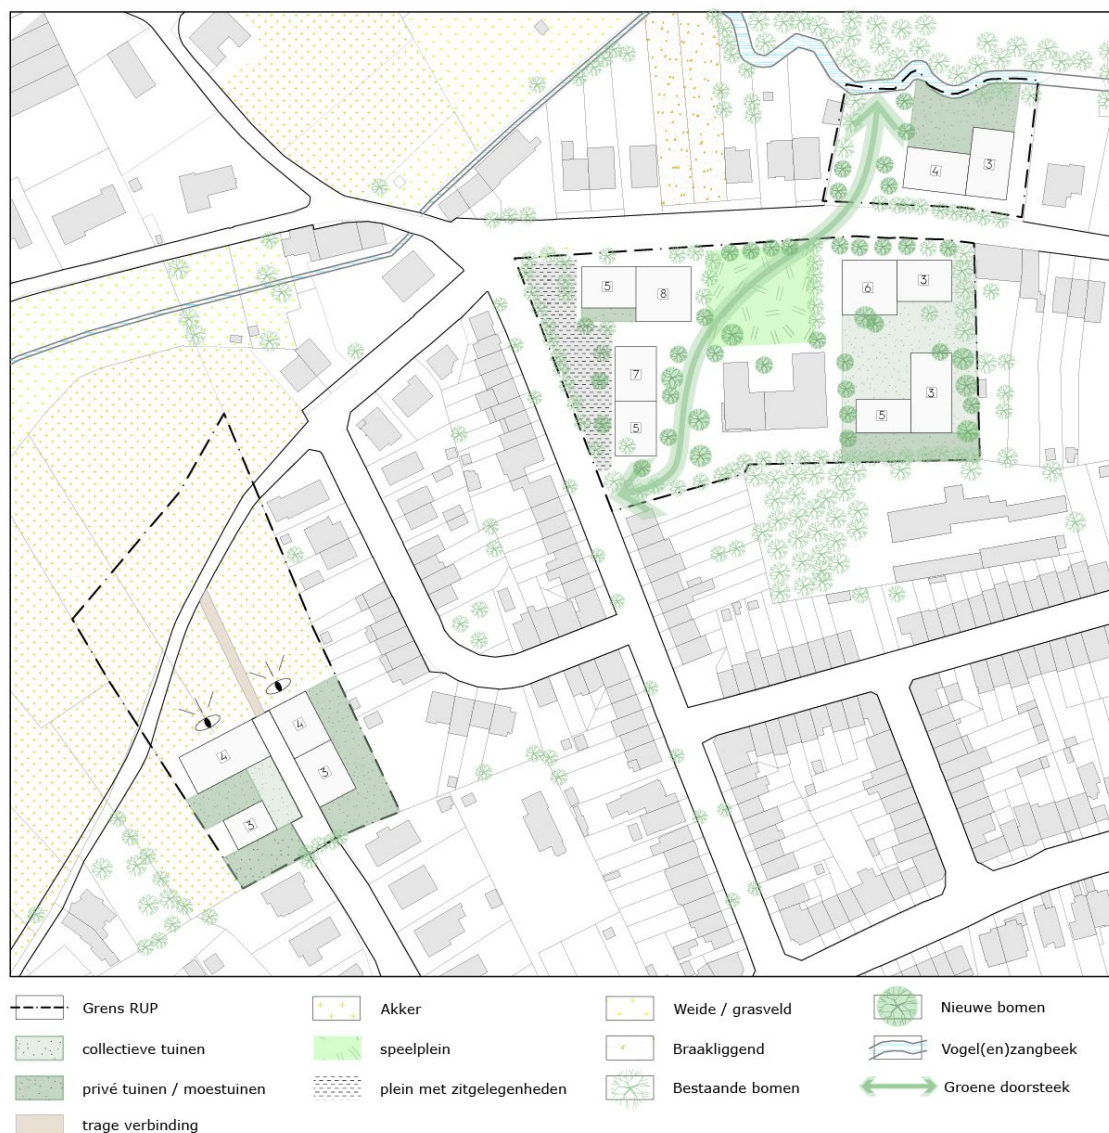 4
3
5
8
6
3
7
5
3
5
4
4
3
3
Grens RUP
Akker
Weide / grasveld
Nieuwe bomen
collectieve tuinen
speelplein
Braakliggend
Vogel(en)zangbeek
privé tuinen / moestuinen
plein met zitgelegenheden
Bestaande bomen
Groene doorsteek
trage verbinding